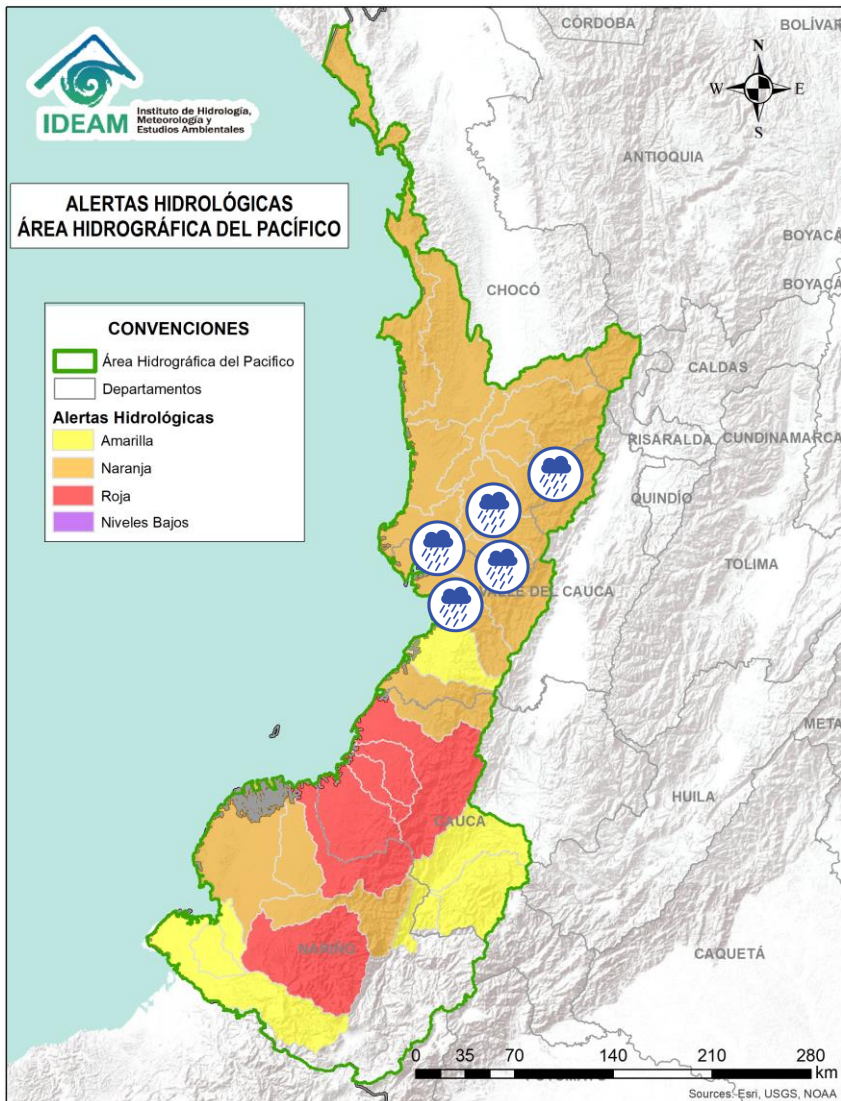 CÓRDOBA
BOLÍVAR
N
W E
S
IDEAM
Instituto de Hidrología,
Meteorología y
Estudios Ambientales
ANTIOQUIA
ALERTAS HIDROLÓGICAS
ÁREA HIDROGRÁFICA DEL PACÍFICO
BOYACÁ
BOYACÁ
CHOCÓ
CONVENCIONES
Área Hidrográfica del Pacifico
Departamentos
Alertas Hidrológicas
Amarilla
Naranja
Roja
Niveles Bajos
CALDAS
RISARALDA
CUNDINAMARCA
QUINDÍO
TOLIMA
VALLE DEL CAUCA
META
HUILA
CAUCA
NARIÑO
CAQUETÁ
0 35 70 140 210 280
km
Sources: Esri, USGS, NOAA